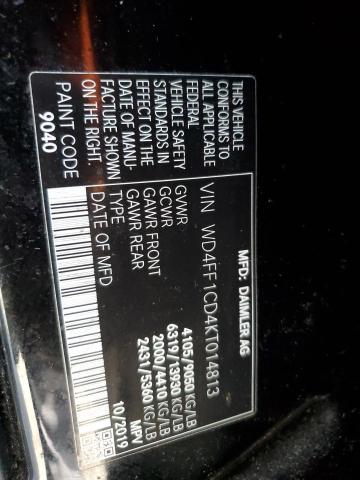 MFD: DAIMLER AG
VIN WD4FF1CD4KT014813
GVWR 4105/9050 KG/LB
GCWR 6319/13930 KG/LB
GAWR FRONT 2000/4410 KG/LB
GAWR REAR 2431/5360 KG/LB
TYPE MPV
DATE OF MFD 10/2019
THIS VEHICLE
CONFORMS TO
ALL APPLICABLE
FEDERAL
VEHICLE SAFETY
STANDARDS IN
EFFECT ON THE
DATE OF MANU-
FACTURE SHOWN
ON THE RIGHT.
PAINT CODE
9040